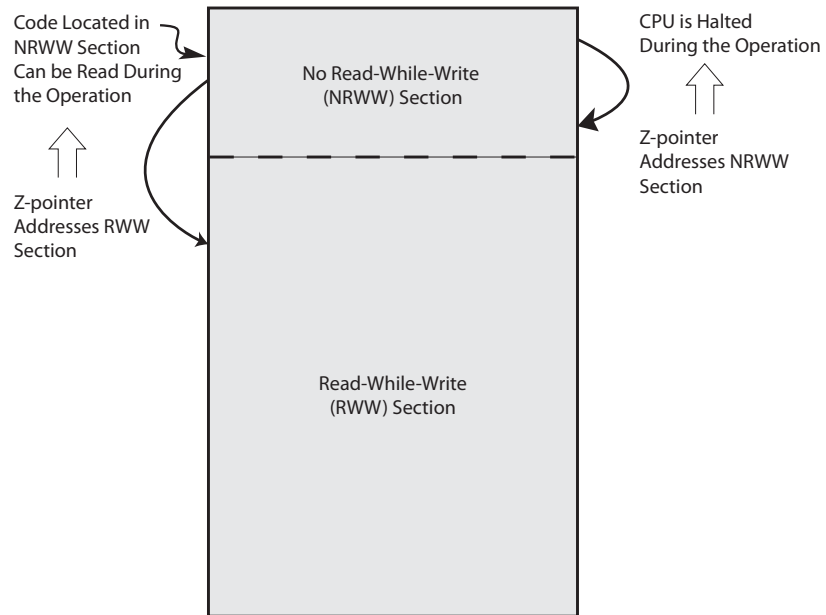 Code Located in
NRWW Section
Can be Read During
the Operation
Z-pointer
Addresses RWW
Section
No Read-While-Write
(NRWW) Section
Read-While-Write
(RWW) Section
CPU is Halted
During the Operation
Z-pointer
Addresses NRWW
Section